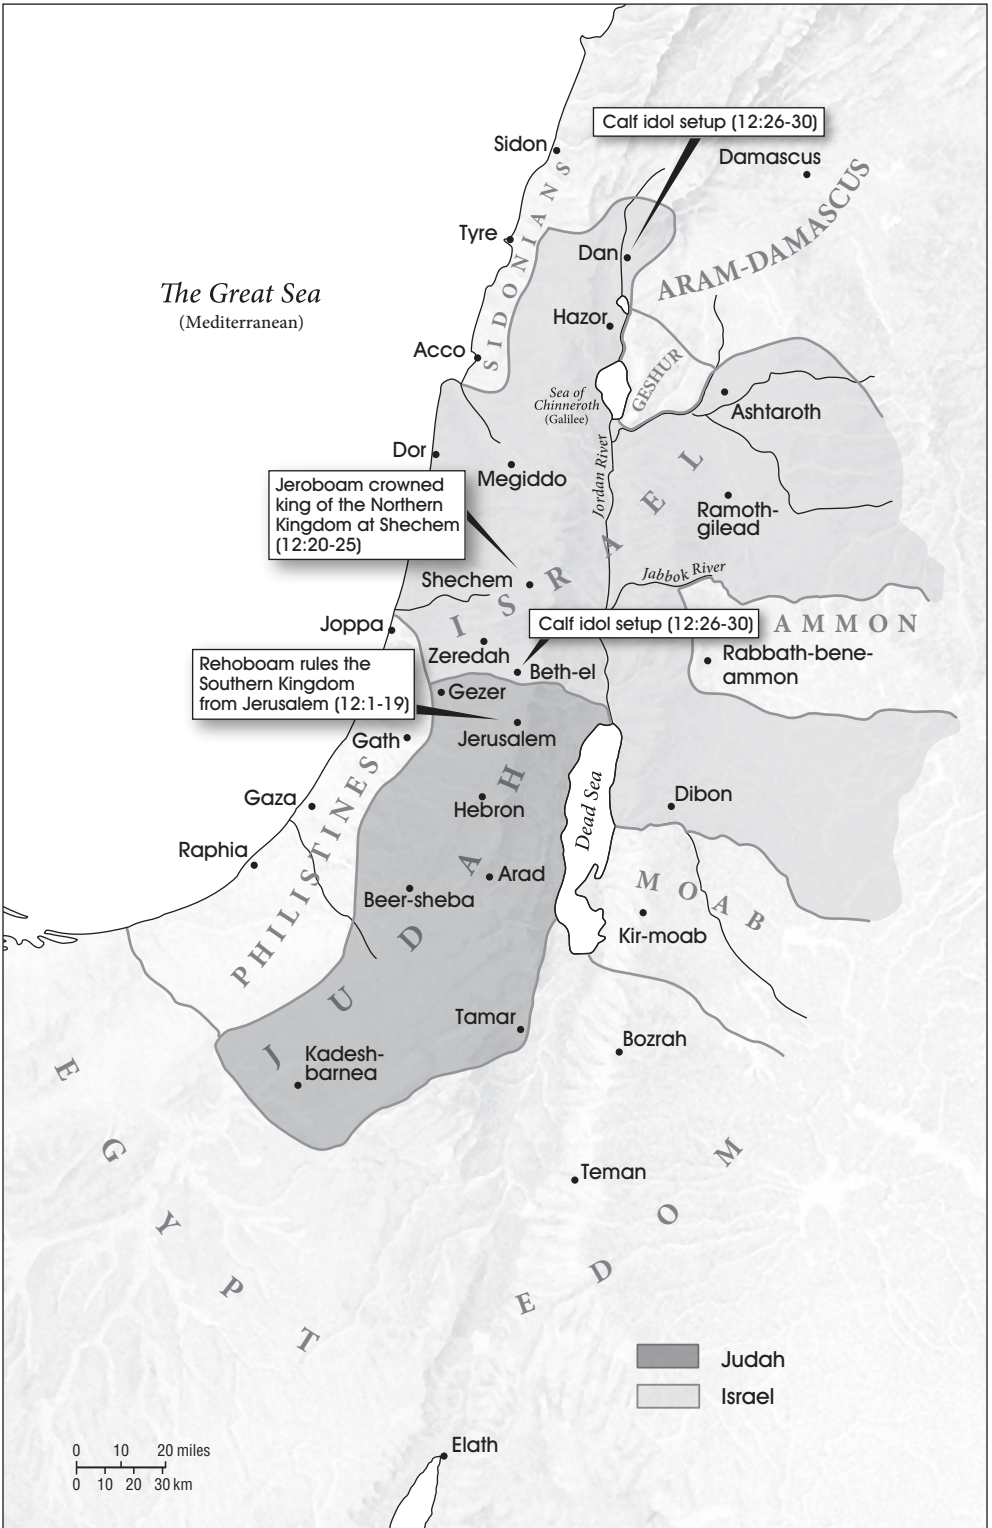 Calf idol setup (12:26-30)
Sidon
Damascus
SIDONIANS
Tyre
Dan
ARAM-DAMASCUS
The Great Sea
(Mediterranean)
Hazor
Acco
GESHUR
Sea of
Chinneroth
(Galilee)
Ashtaroth
Dor
Jordan River
Megiddo
Jeroboam crowned
king of the Northern
Kingdom at Shechem
(12:20-25)
Ramoth-
gilead
ISRAEL
Shechem
Jabbok River
Joppa
Calf idol setup (12:26-30)
AMMON
Zeredah
Rabbath-bene-
ammon
Rehoboam rules the
Southern Kingdom
from Jerusalem (12:1-19)
Beth-el
Gezer
Gath
Jerusalem
Gaza
Hebron
Dead Sea
Dibon
PHILISTINES
Raphia
Arad
MOAB
Beer-sheba
Kir-moab
JUDAH
Tamar
Bozrah
Kadesh-
barnea
EGYPT
Teman
EDOM
Judah
Israel
Elath
0 10 20 miles
0 10 20 30 km